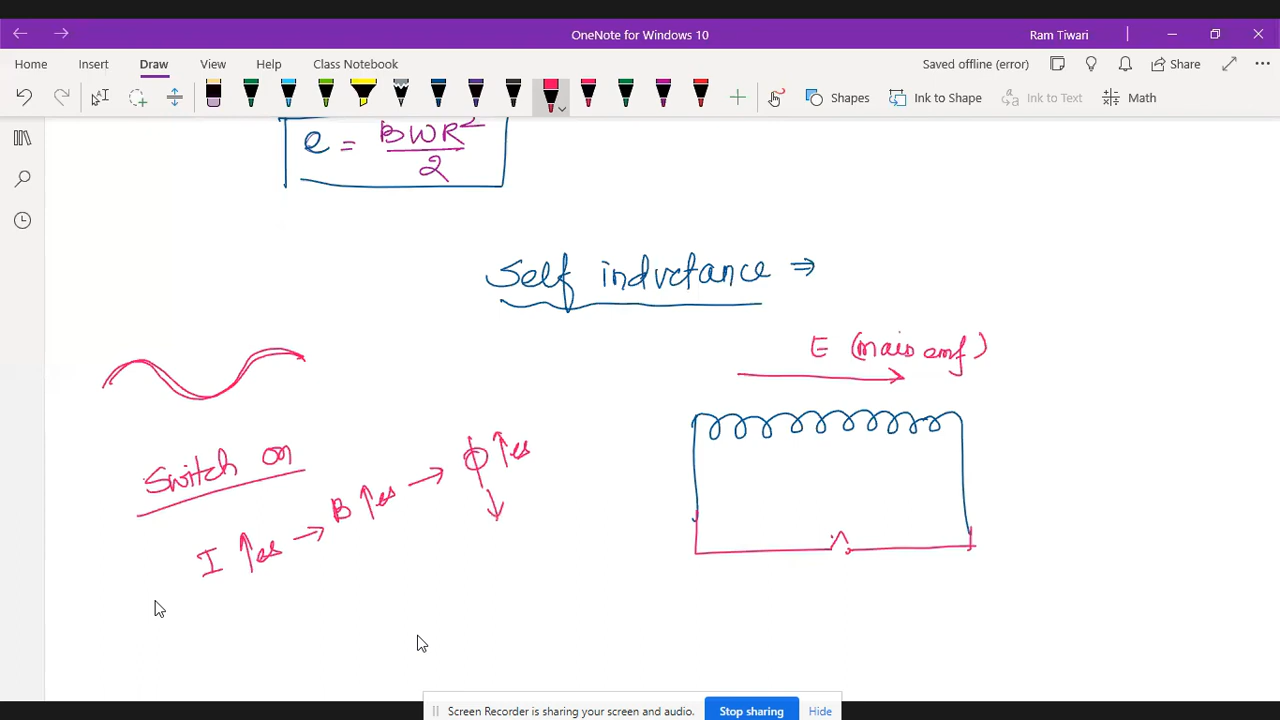 OneNote for Windows 10
Ram Tiwari
Home Insert Draw View Help Class Notebook
Saved offline (error)
Share
Shapes
Ink to Shape
Ink to Text
Math
e = BWR²/2
Self inductance ⇒
E (main emf)
Switch on
I ↑es → B ↑es → Φ ↑es
↓
Screen Recorder is sharing your screen and audio.
Stop sharing
Hide